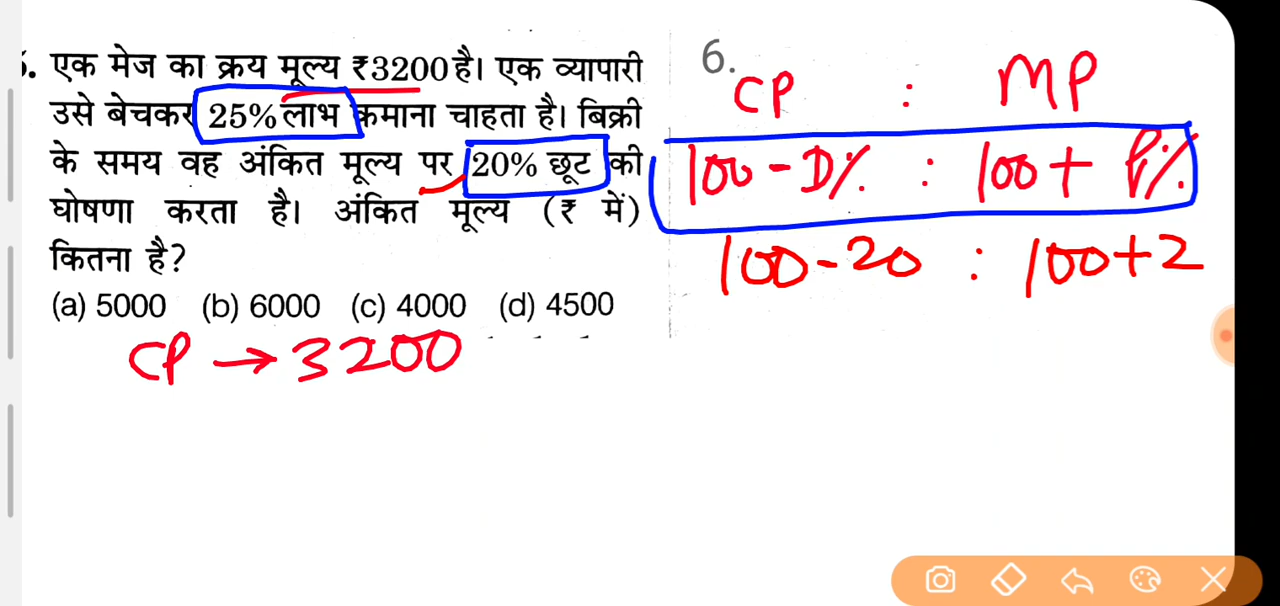 5. एक मेज का क्रय मूल्य ₹3200 है। एक व्यापारी
उसे बेचकर 25% लाभ कमाना चाहता है। बिक्री
के समय वह अंकित मूल्य पर 20% छूट की
घोषणा करता है। अंकित मूल्य (₹ में)
कितना है?
(a) 5000 (b) 6000 (c) 4000 (d) 4500
CP → 3200
6.
CP : MP
100 - D% : 100 + P%
100 - 20 : 100 + 2